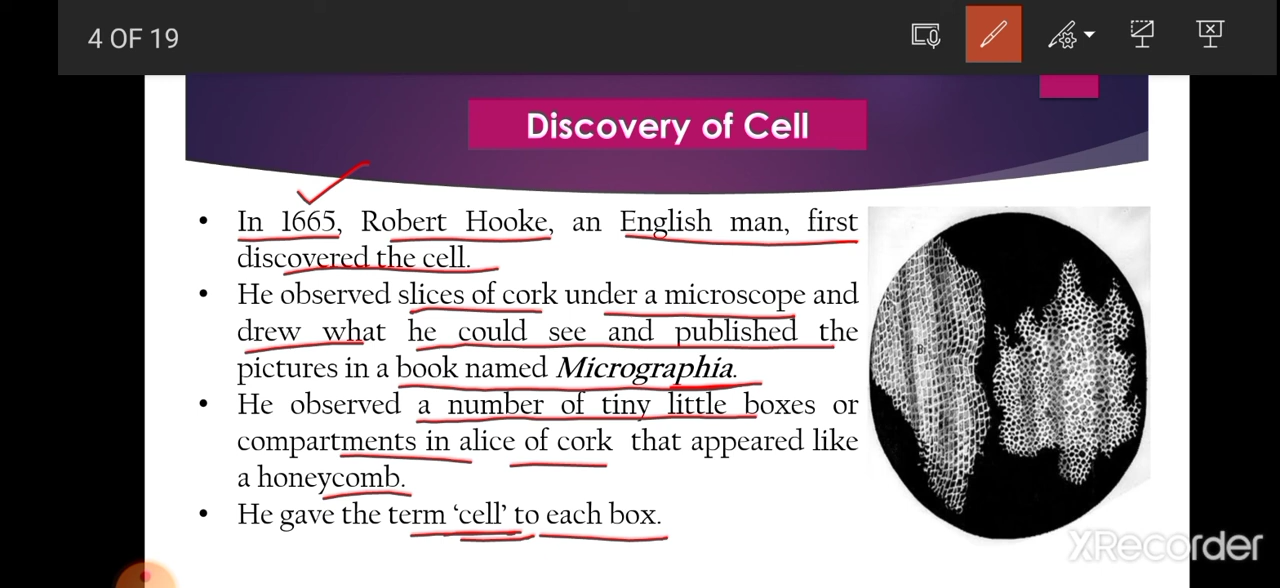 4 OF 19
Discovery of Cell
• In 1665, Robert Hooke, an English man, first
discovered the cell.
• He observed slices of cork under a microscope and
drew what he could see and published the
pictures in a book named Micrographia.
• He observed a number of tiny little boxes or
compartments in alice of cork that appeared like
a honeycomb.
• He gave the term ‘cell’ to each box.
B
XRecorder